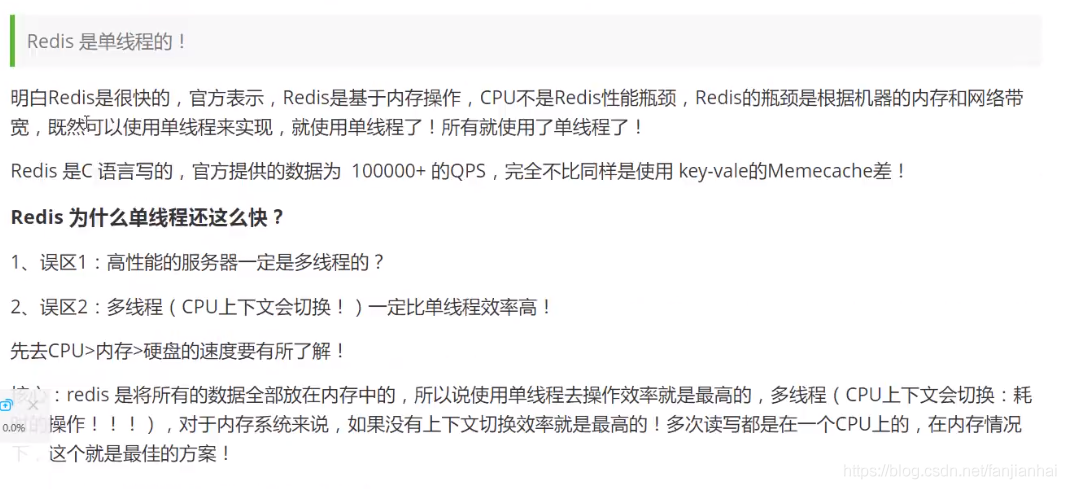 Redis 是单线程的！
明白Redis是很快的，官方表示，Redis是基于内存操作，CPU不是Redis性能瓶颈，Redis的瓶颈是根据机器的内存和网络带
宽，既然可以使用单线程来实现，就使用单线程了！所有就使用了单线程了！
Redis 是C 语言写的，官方提供的数据为 100000+ 的QPS，完全不比同样是使用 key-vale的Memecache差！
Redis 为什么单线程还这么快？
1、误区1：高性能的服务器一定是多线程的？
2、误区2：多线程（CPU上下文会切换！）一定比单线程效率高！
先去CPU>内存>硬盘的速度要有所了解！
核心：redis 是将所有的数据全部放在内存中的，所以说使用单线程去操作效率就是最高的，多线程（CPU上下文会切换：耗
的操作！！！），对于内存系统来说，如果没有上下文切换效率就是最高的！多次读写都是在一个CPU上的，在内存情况
下，这个就是最佳的方案！
0.0%
https://blog.csdn.net/fanjianhai